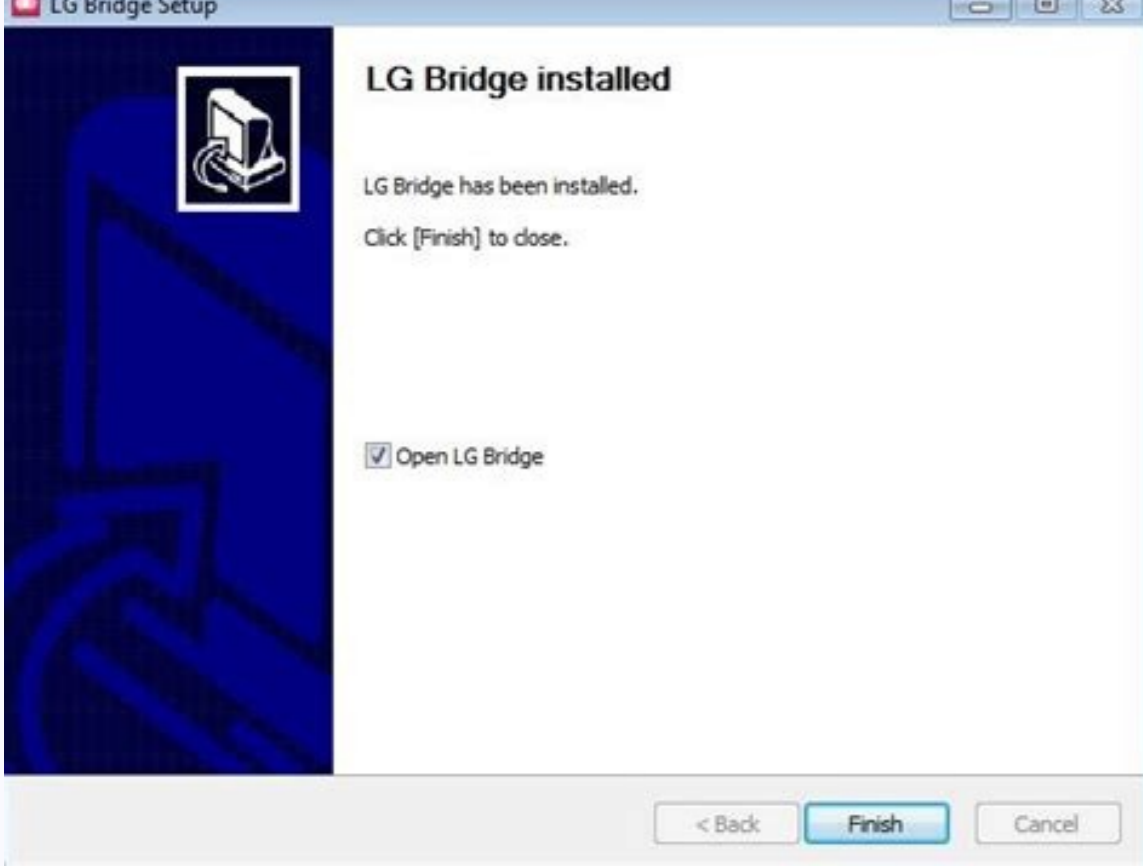 LG Bridge Setup
LG Bridge installed
LG Bridge has been installed.
Click [Finish] to close.
Open LG Bridge
< Back Finish Cancel